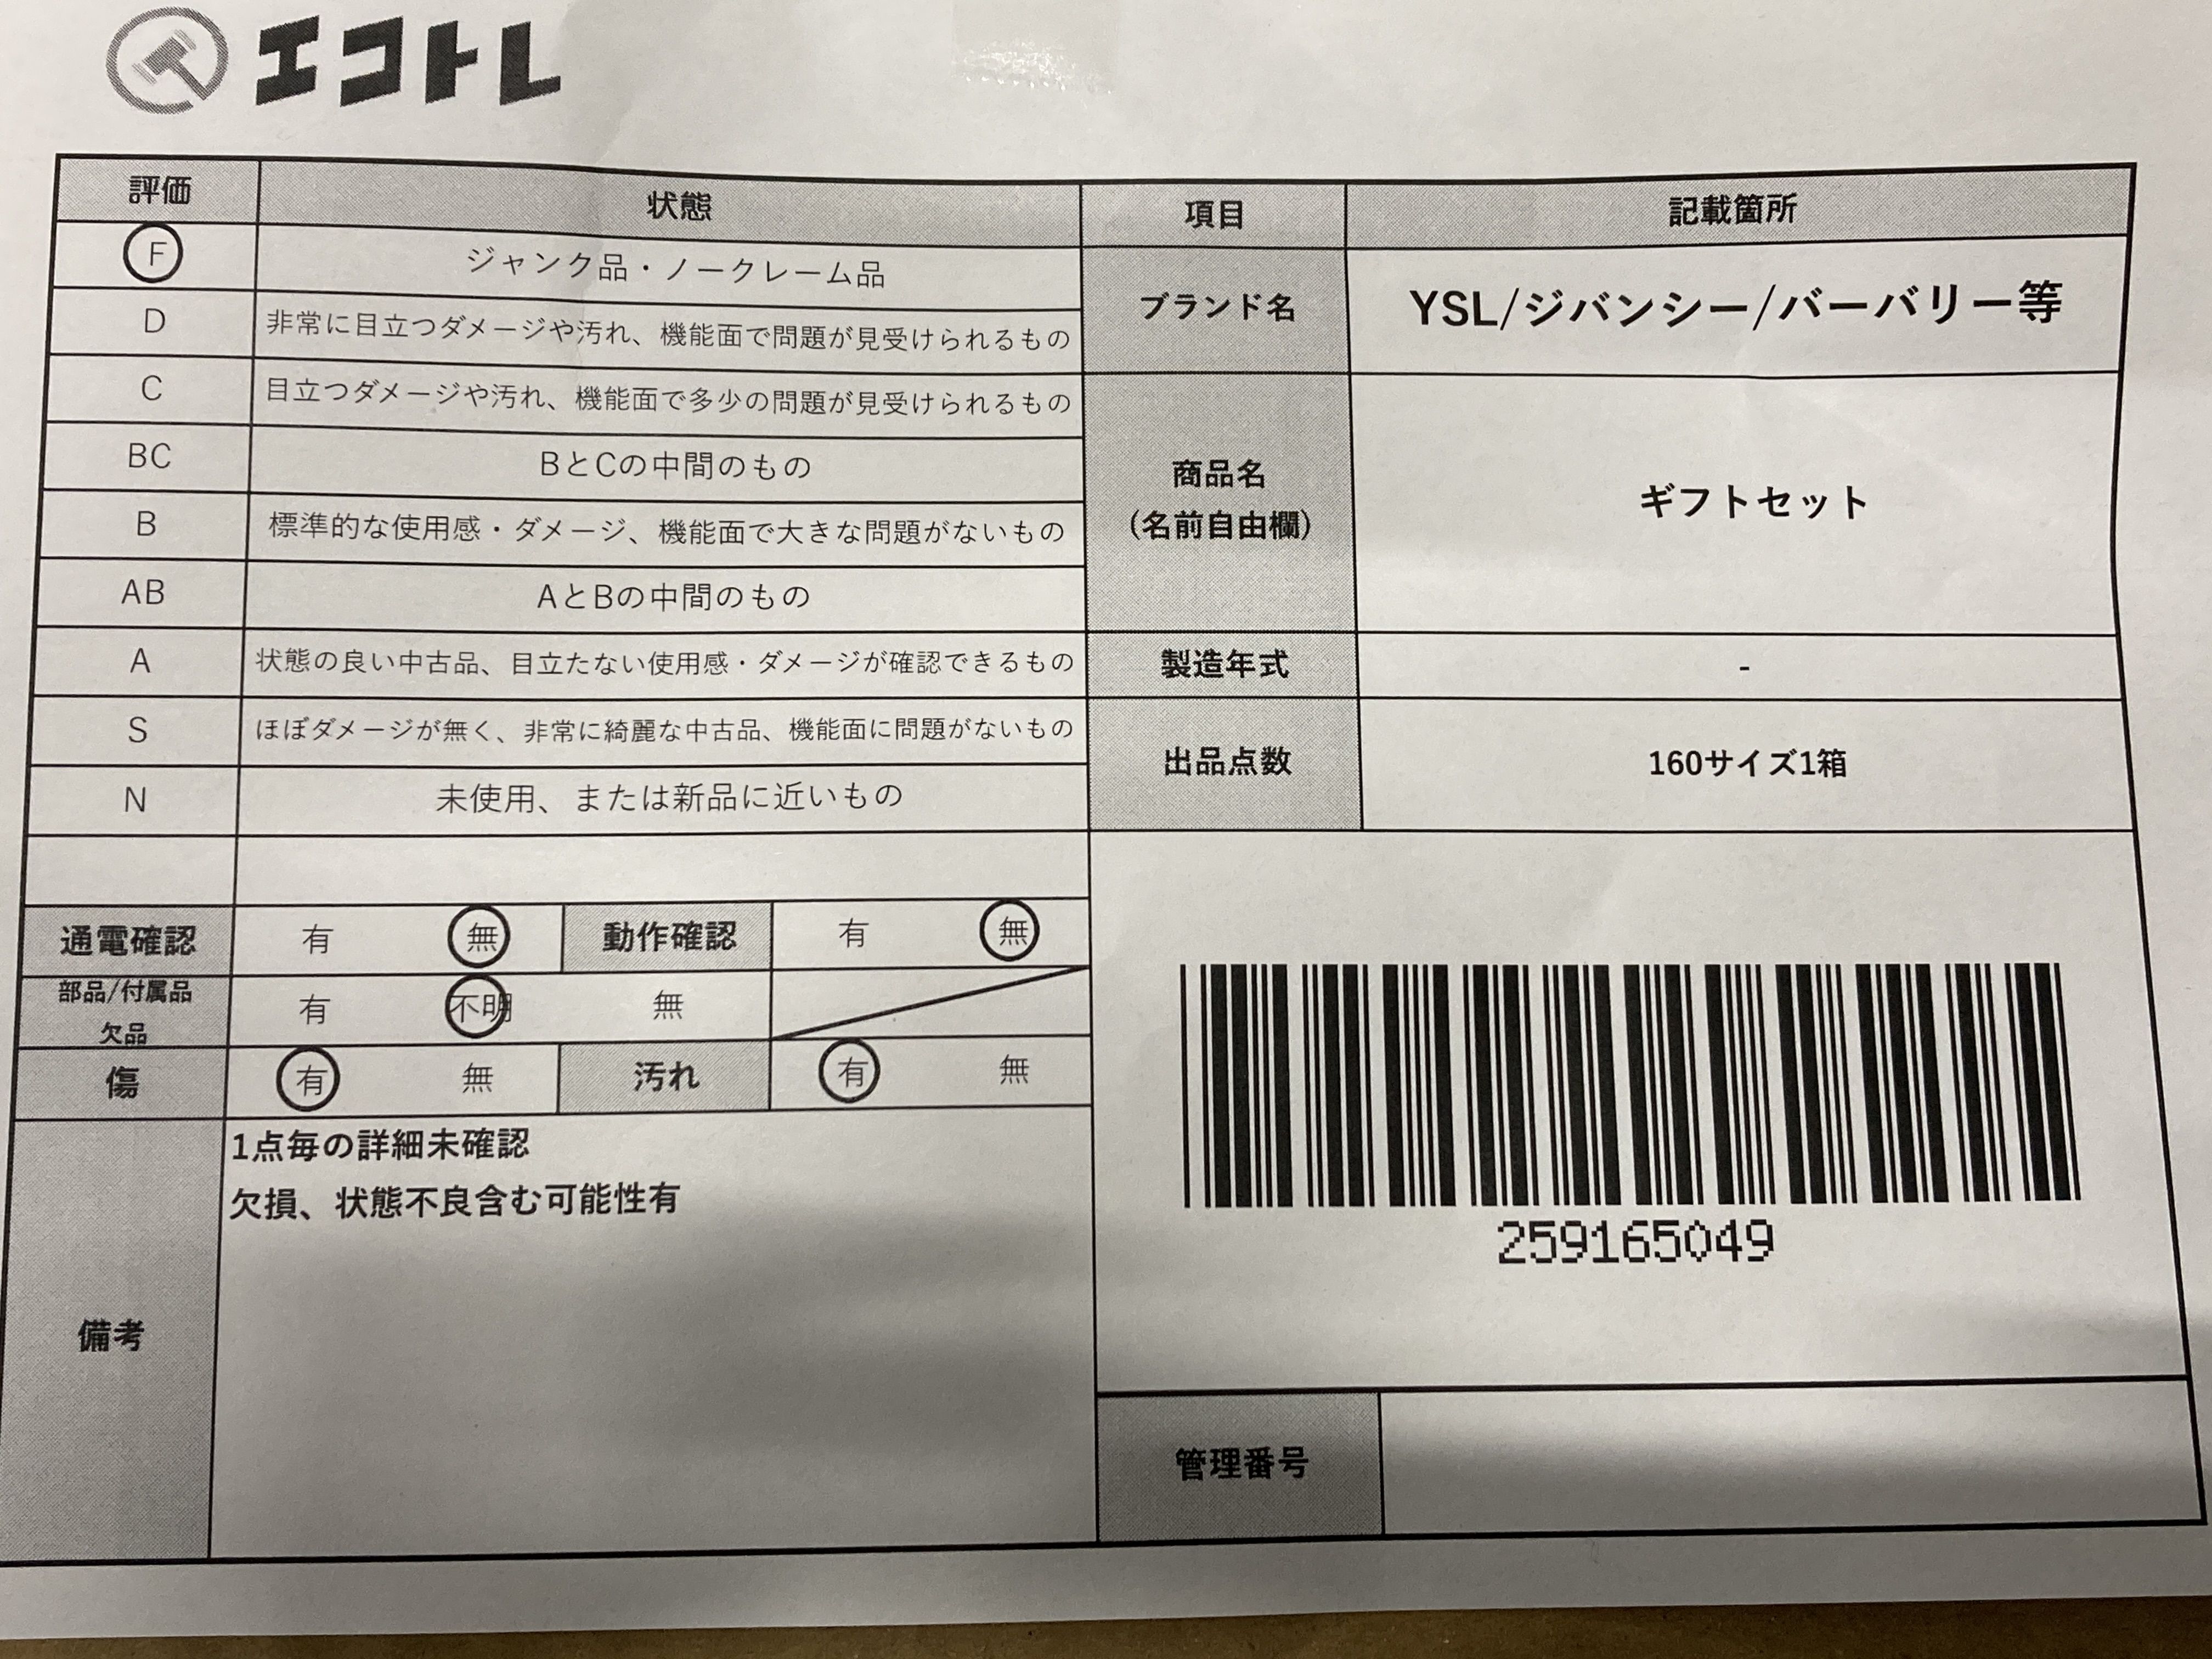 エコトレ
評価 状態 項目 記載箇所
F ジャンク品・ノークレーム品
D 非常に目立つダメージや汚れ、機能面で問題が見受けられるもの
ブランド名 YSL/ジバンシー/バーバリー等
C 目立つダメージや汚れ、機能面で多少の問題が見受けられるもの
BC BとCの中間のもの
B 標準的な使用感・ダメージ、機能面で大きな問題がないもの
AB AとBの中間のもの
商品名
(名前自由欄)
ギフトセット
A 状態の良い中古品、目立たない使用感・ダメージが確認できるもの
製造年式 -
S ほぼダメージが無く、非常に綺麗な中古品、機能面に問題がないもの
N 未使用、または新品に近いもの
出品点数 160サイズ1箱
通電確認 有 無 動作確認 有 無
部品/付属品
欠品
有 不明 無
傷 有 無 汚れ 有 無
備考
1点毎の詳細未確認
欠損、状態不良含む可能性有
259165049
管理番号